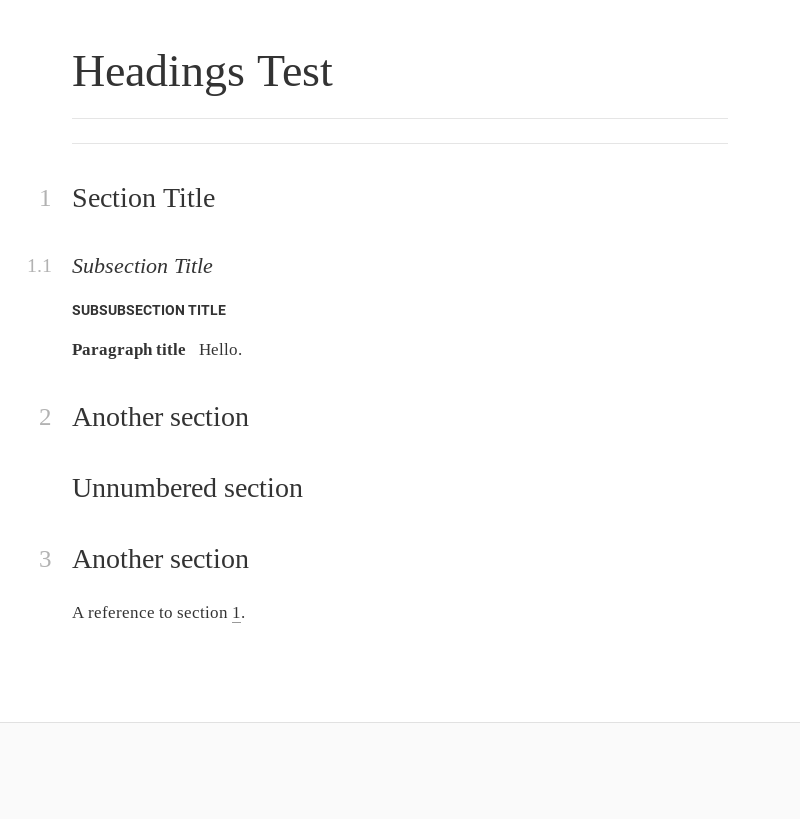 Headings Test
1 Section Title
1.1 Subsection Title
SUBSUBSECTION TITLE
Paragraph title Hello.
2 Another section
Unnumbered section
3 Another section
A reference to section 1.